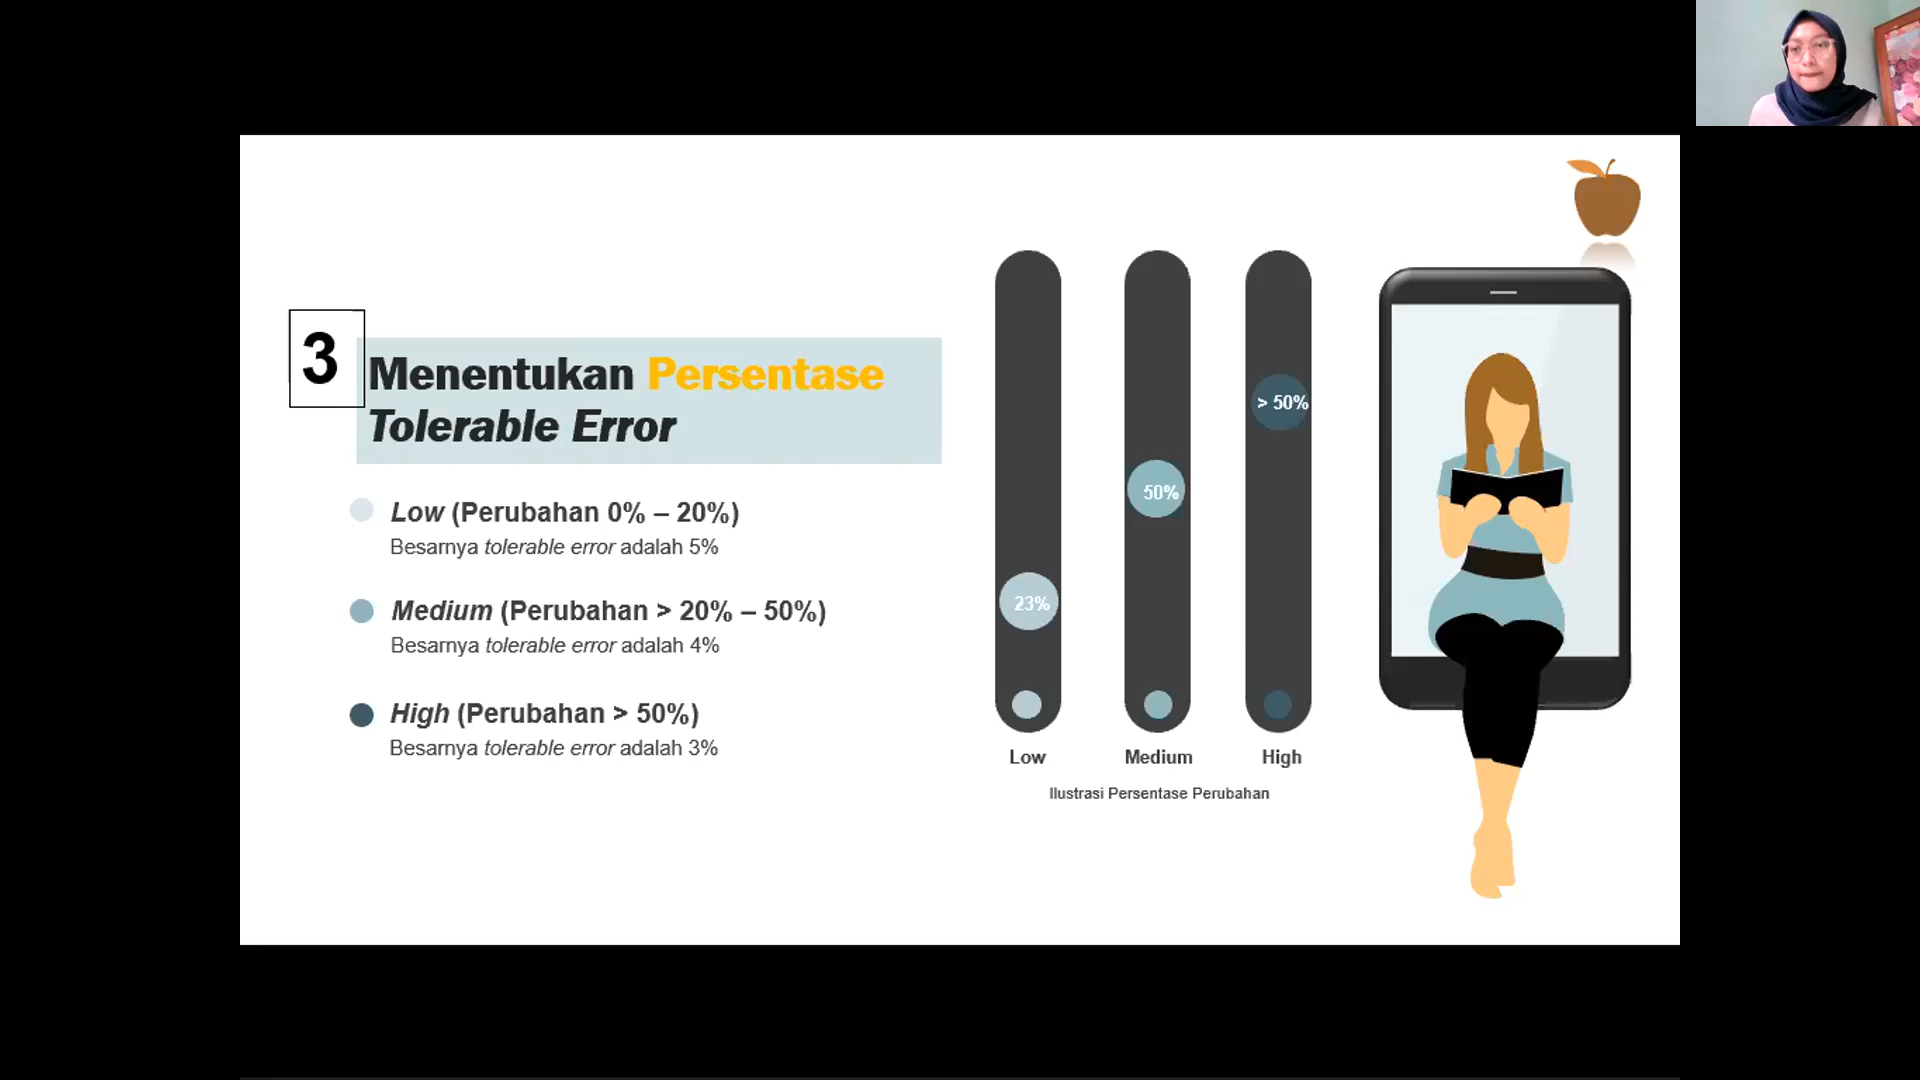 3
Menentukan Persentase
Tolerable Error
Low (Perubahan 0% – 20%)
Besarnya tolerable error adalah 5%
Medium (Perubahan > 20% – 50%)
Besarnya tolerable error adalah 4%
High (Perubahan > 50%)
Besarnya tolerable error adalah 3%
23%
50%
> 50%
Low
Medium
High
Ilustrasi Persentase Perubahan